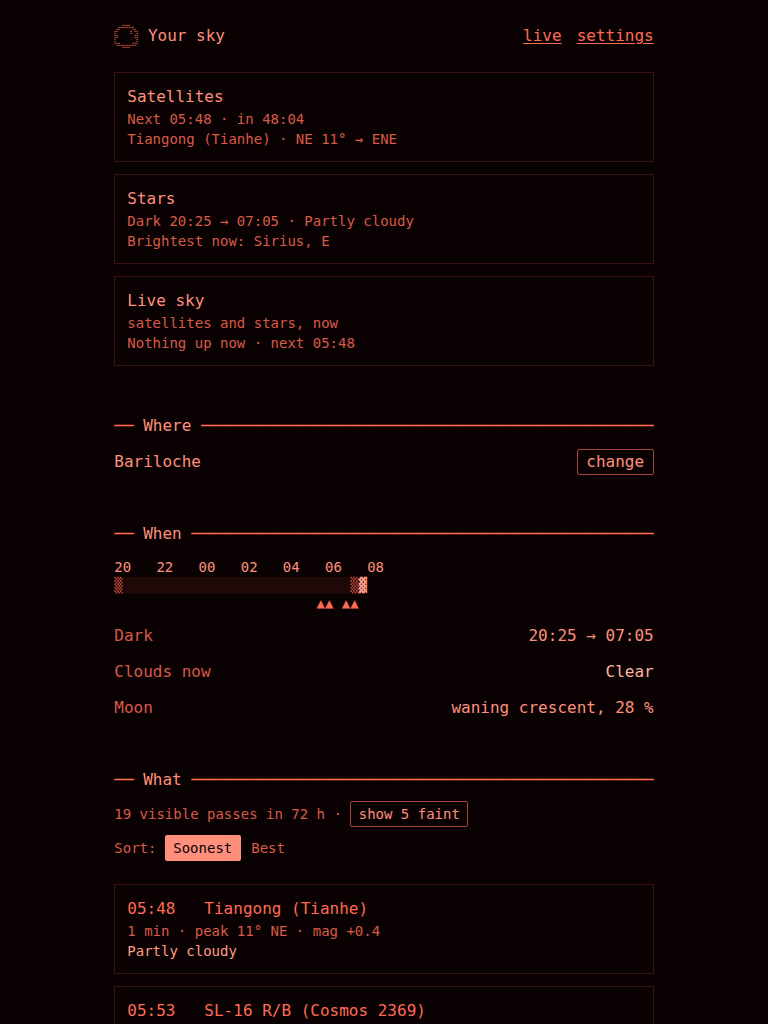 Your sky
live settings
Satellites
Next 05:48 · in 48:04
Tiangong (Tianhe) · NE 11° → ENE
Stars
Dark 20:25 → 07:05 · Partly cloudy
Brightest now: Sirius, E
Live sky
satellites and stars, now
Nothing up now · next 05:48
Where
Bariloche change
When
20 22 00 02 04 06 08
▲▲ ▲▲
Dark 20:25 → 07:05
Clouds now Clear
Moon waning crescent, 28 %
What
19 visible passes in 72 h · show 5 faint
Sort: Soonest Best
05:48 Tiangong (Tianhe)
1 min · peak 11° NE · mag +0.4
Partly cloudy
05:53 SL-16 R/B (Cosmos 2369)